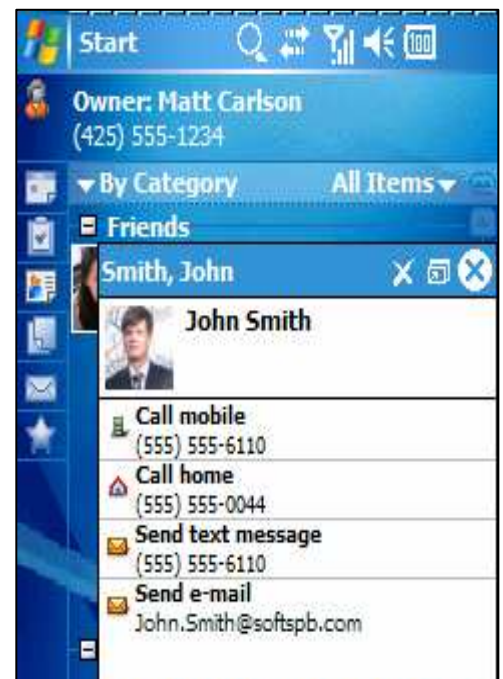 Start 100
Owner: Matt Carlson
(425) 555-1234
By Category All Items
Friends
Smith, John
John Smith
Call mobile
(555) 555-6110
Call home
(555) 555-0044
Send text message
(555) 555-6110
Send e-mail
John.Smith@softspb.com